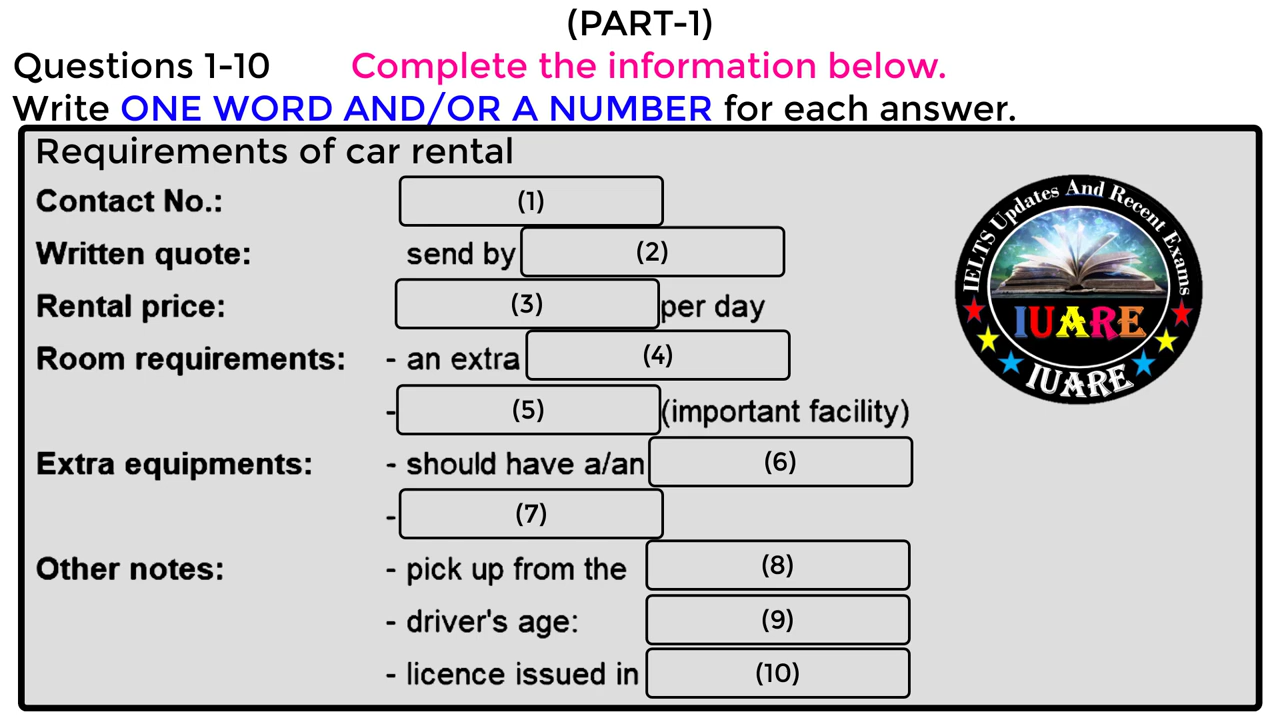 (PART-1)
Questions 1-10 Complete the information below.
Write ONE WORD AND/OR A NUMBER for each answer.
Requirements of car rental
Contact No.: (1)
Written quote: send by (2)
Rental price: (3) per day
Room requirements: - an extra (4)
- (5) (important facility)
Extra equipments: - should have a/an (6)
- (7)
Other notes: - pick up from the (8)
- driver's age: (9)
- licence issued in (10)
IELTS Updates And Recent Exams
IUARE
IUARE